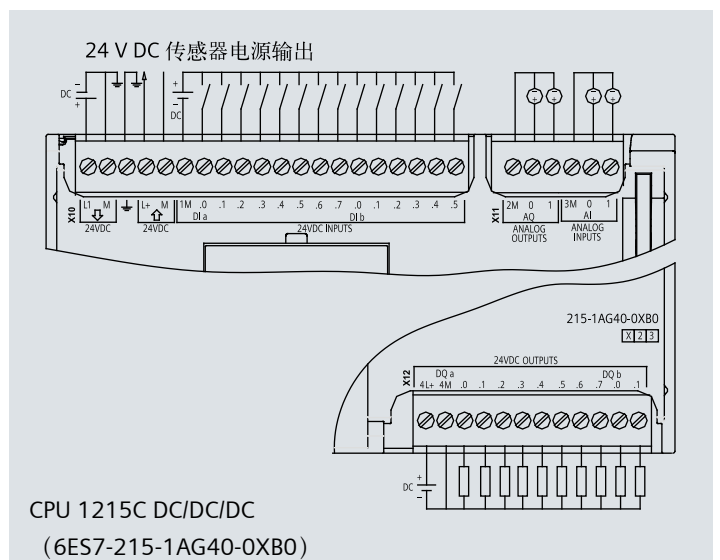 24 V DC 传感器电源输出
DC
DC
X10
L1 M L+ M 1M .0 .1 .2 .3 .4 .5 .6 .7 .0 .1 .2 .3 .4 .5
DI a DI b
24VDC 24VDC 24VDC INPUTS
X11
2M 0 1 3M 0 1
AQ AI
ANALOG OUTPUTS
ANALOG INPUTS
215-1AG40-0XB0
X 2 3
24VDC OUTPUTS
X12
DQ a DQ b
4L+ 4M .0 .1 .2 .3 .4 .5 .6 .7 .0 .1
DC
CPU 1215C DC/DC/DC
（6ES7-215-1AG40-0XB0）